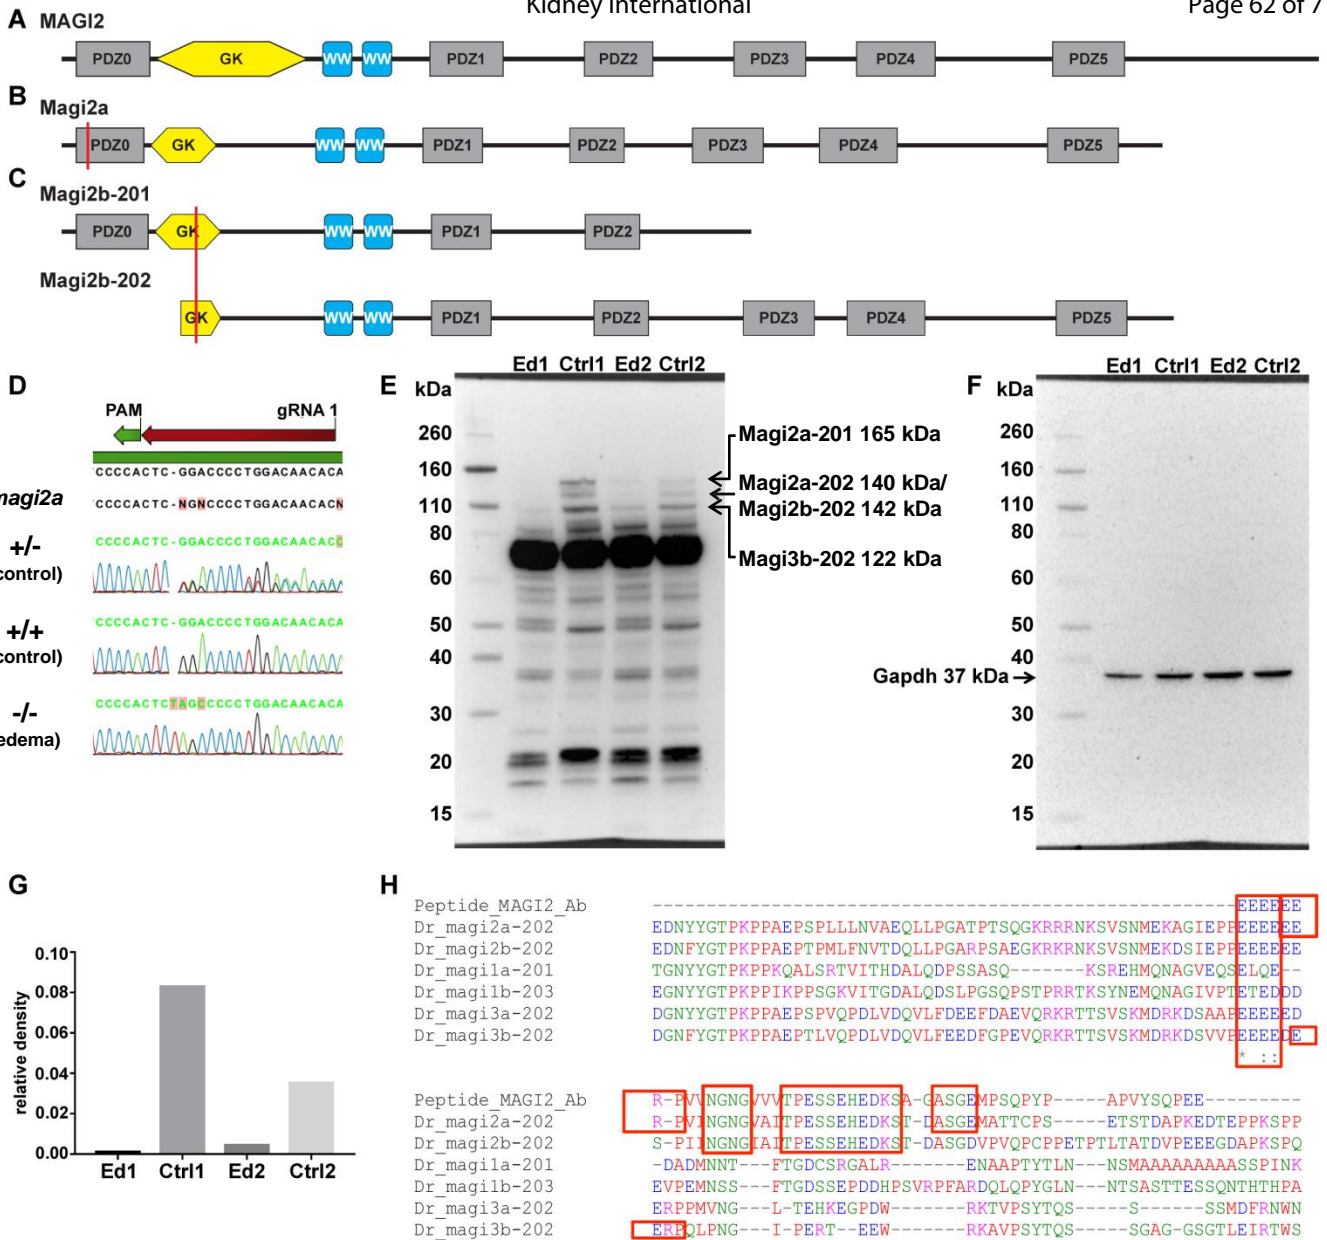 Kidney International
Page 62 of 7
A
MAGI2
PDZ0 GK WW WW PDZ1 PDZ2 PDZ3 PDZ4 PDZ5
B
Magi2a
PDZ0 GK WW WW PDZ1 PDZ2 PDZ3 PDZ4 PDZ5
C
Magi2b-201
PDZ0 GK WW WW PDZ1 PDZ2
Magi2b-202
GK WW WW PDZ1 PDZ2 PDZ3 PDZ4 PDZ5
D
PAM gRNA 1
CCCCACTC-GGACCCCTGGACAACACA
magi2a CCCCACTC-NGNCCCCTGGACAACACN
+/- CCCCACTC-GGACCCCTGGACAACACC
control)
+/+ CCCCACTC-GGACCCCTGGACAACACA
control)
-/- CCCCACTCTAGCCCCCTGGACAACACA
edema)
E
Ed1 Ctrl1 Ed2 Ctrl2
kDa
260
160
110
80
60
50
40
30
20
15
Magi2a-201 165 kDa
Magi2a-202 140 kDa/
Magi2b-202 142 kDa
Magi3b-202 122 kDa
F
Ed1 Ctrl1 Ed2 Ctrl2
kDa
260
160
110
80
60
50
40
Gapdh 37 kDa →
30
20
15
G
relative density
0.10
0.08
0.06
0.04
0.02
0.00
Ed1 Ctrl1 Ed2 Ctrl2
H
Peptide_MAGI2_Ab ------------------------------------------------------------EEEEEE
Dr_magi2a-202 EDNYYGTPKPPAEPSPLLLNVAEQLLPGATPTSQGKRRRNKSVSNMEKAGIEPPEEEEEE
Dr_magi2b-202 EDNFYGTPKPPAEPTPMLFNVTDQLLPGARPSAEGKRKRNKSVSNMEKDSIEPPEEEEEE
Dr_magi1a-201 TGNYYGTPKPPKQALSRTVITHDALQDPSSASQ-------KSREHMQNAGVEQSELQE--
Dr_magi1b-203 EGNYYGTPKPPIKPPSGKVITGDALQDSLPGSQPSTPRRTKSYNEMQNAGIVPTETEDDD
Dr_magi3a-202 DGNYYGTPKPPAEPSPVQPDLVDQVLFDEEFDAEVQRKRTTSVSKMDRKDSAAPEEEEED
Dr_magi3b-202 DGNFYGTPKPPAEPTLVQPDLVDQVLFEEDFGPEVQRKRTTSVSKMDRKDSVVPEEEEDE
* ::
Peptide_MAGI2_Ab R-PVVNGNGVVVTPESSEHEDKSA-GASGEMPSQPYP-----APVYSQPEE------
Dr_magi2a-202 R-PVINGNGVAITPESSEHEDKST-DASGEMATTCPS-----ETSTDAPKEDTEPPKSPP
Dr_magi2b-202 S-PIINGNGIAITPESSEHEDKST-DASGDVPVQPCPPETPTLTATDVPEEEGDAPKSPQ
Dr_magi1a-201 -DADMNNT---FTGDCSRGALR-------ENAAPTYTLN---NSMAAAAAAAAASSPINK
Dr_magi1b-203 EVPEMNSS---FTGDSSEPDDHPSVRPFARDQLQPYGLN---NTSASTTESSQNTHTHPA
Dr_magi3a-202 ERPPMVNG---L-TEHKEGPDW-------RKTVPSYTQS-----S-----SSMDFRNWN
Dr_magi3b-202 ERPQLPNG---I-PERT--EEW-------RKAVPSYTQS-----SGAG-GSGTLEIRTWS